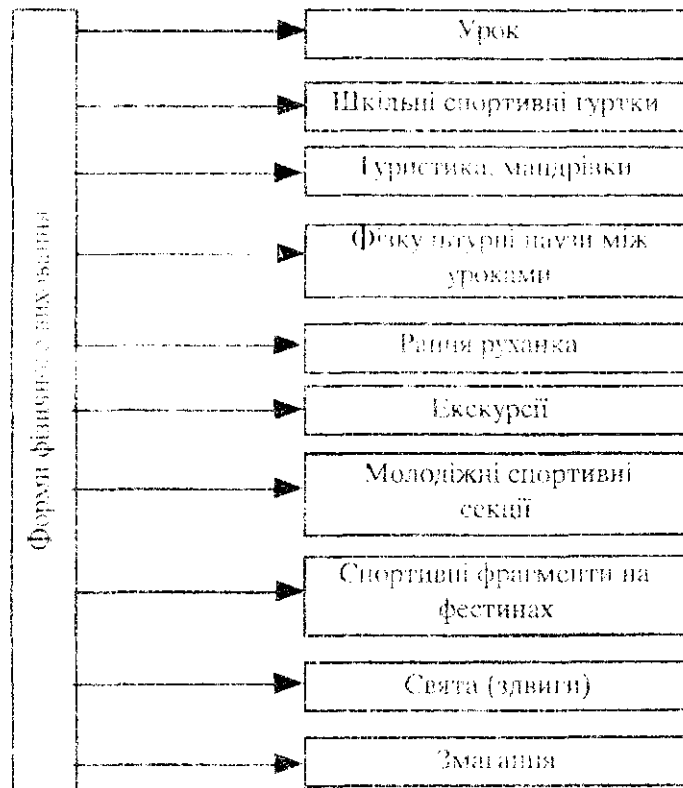 Форми фізичного виховання
Урок
Шкільні спортивні гуртки
Туристика, мандрівки
Фізкультурні паузи між
уроками
Рання руханка
Екскурсії
Молодіжні спортивні
секції
Спортивні фрагменти на
фестинах
Свята (здвиги)
Змагання